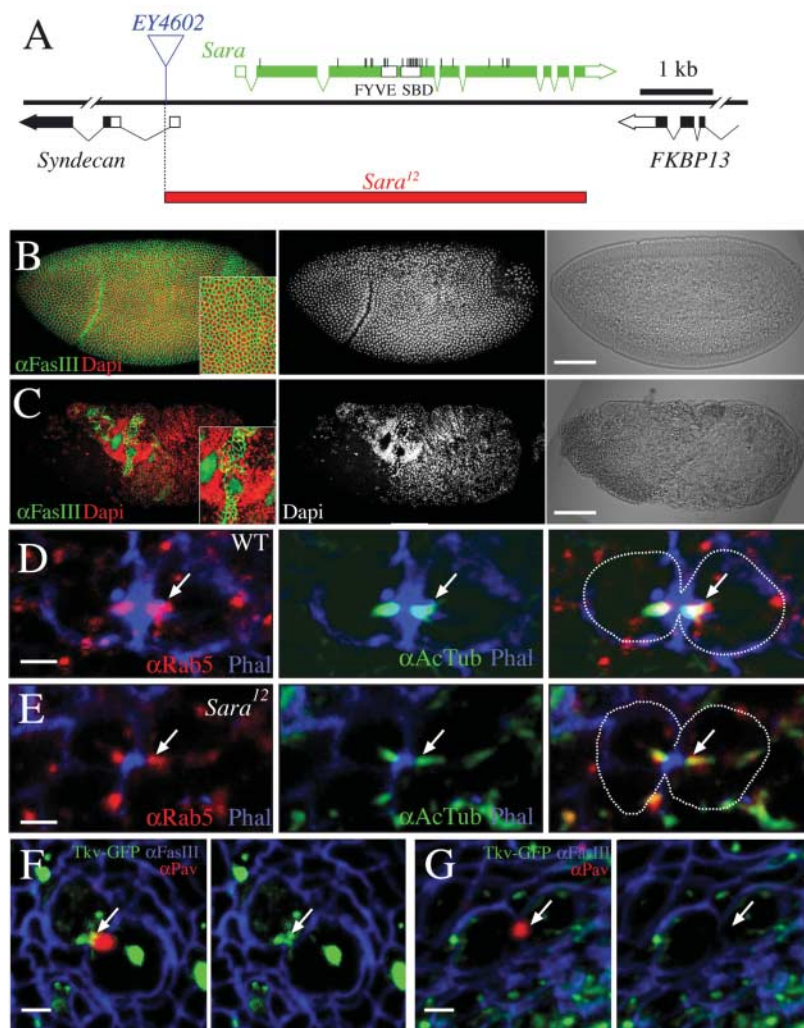 A
EY4602
Sara
1 kb
FYVE SBD
Syndecan
FKBP13
Sara12
B
αFasIII Dapi
C
αFasIII Dapi
Dapi
D
WT
αRab5 Phal
αAcTub Phal
E
Sara12
αRab5 Phal
αAcTub Phal
F
Tkv-GFP αFasIII
αPav
G
Tkv-GFP αFasIII
αPav